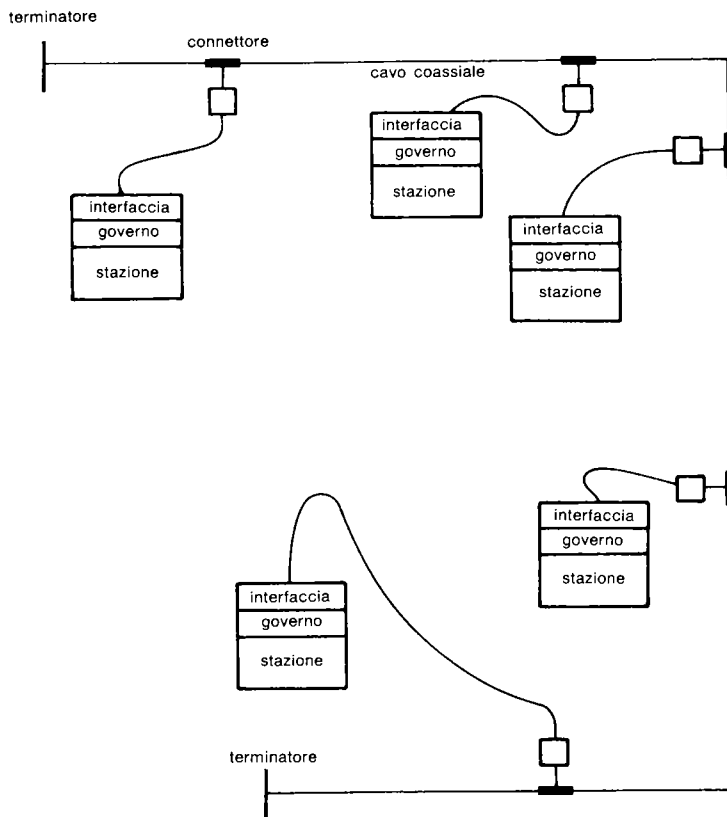 terminatore
connettore
cavo coassiale
interfaccia
governo
stazione
interfaccia
governo
stazione
interfaccia
governo
stazione
interfaccia
governo
stazione
interfaccia
governo
stazione
terminatore